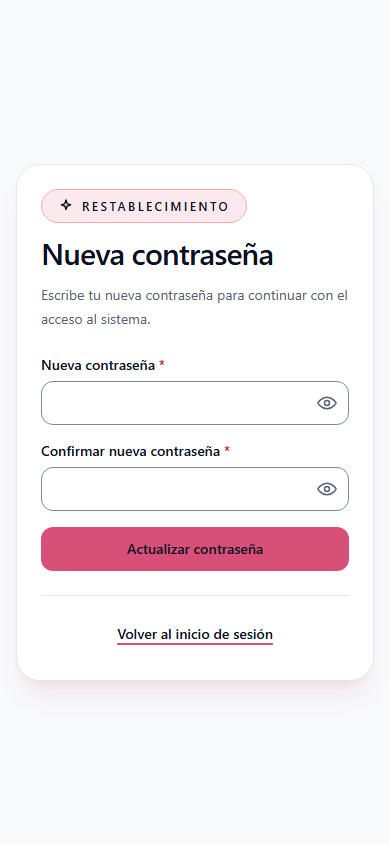 RESTABLECIMIENTO
Nueva contraseña
Escribe tu nueva contraseña para continuar con el
acceso al sistema.
Nueva contraseña *
Confirmar nueva contraseña *
Actualizar contraseña
Volver al inicio de sesión